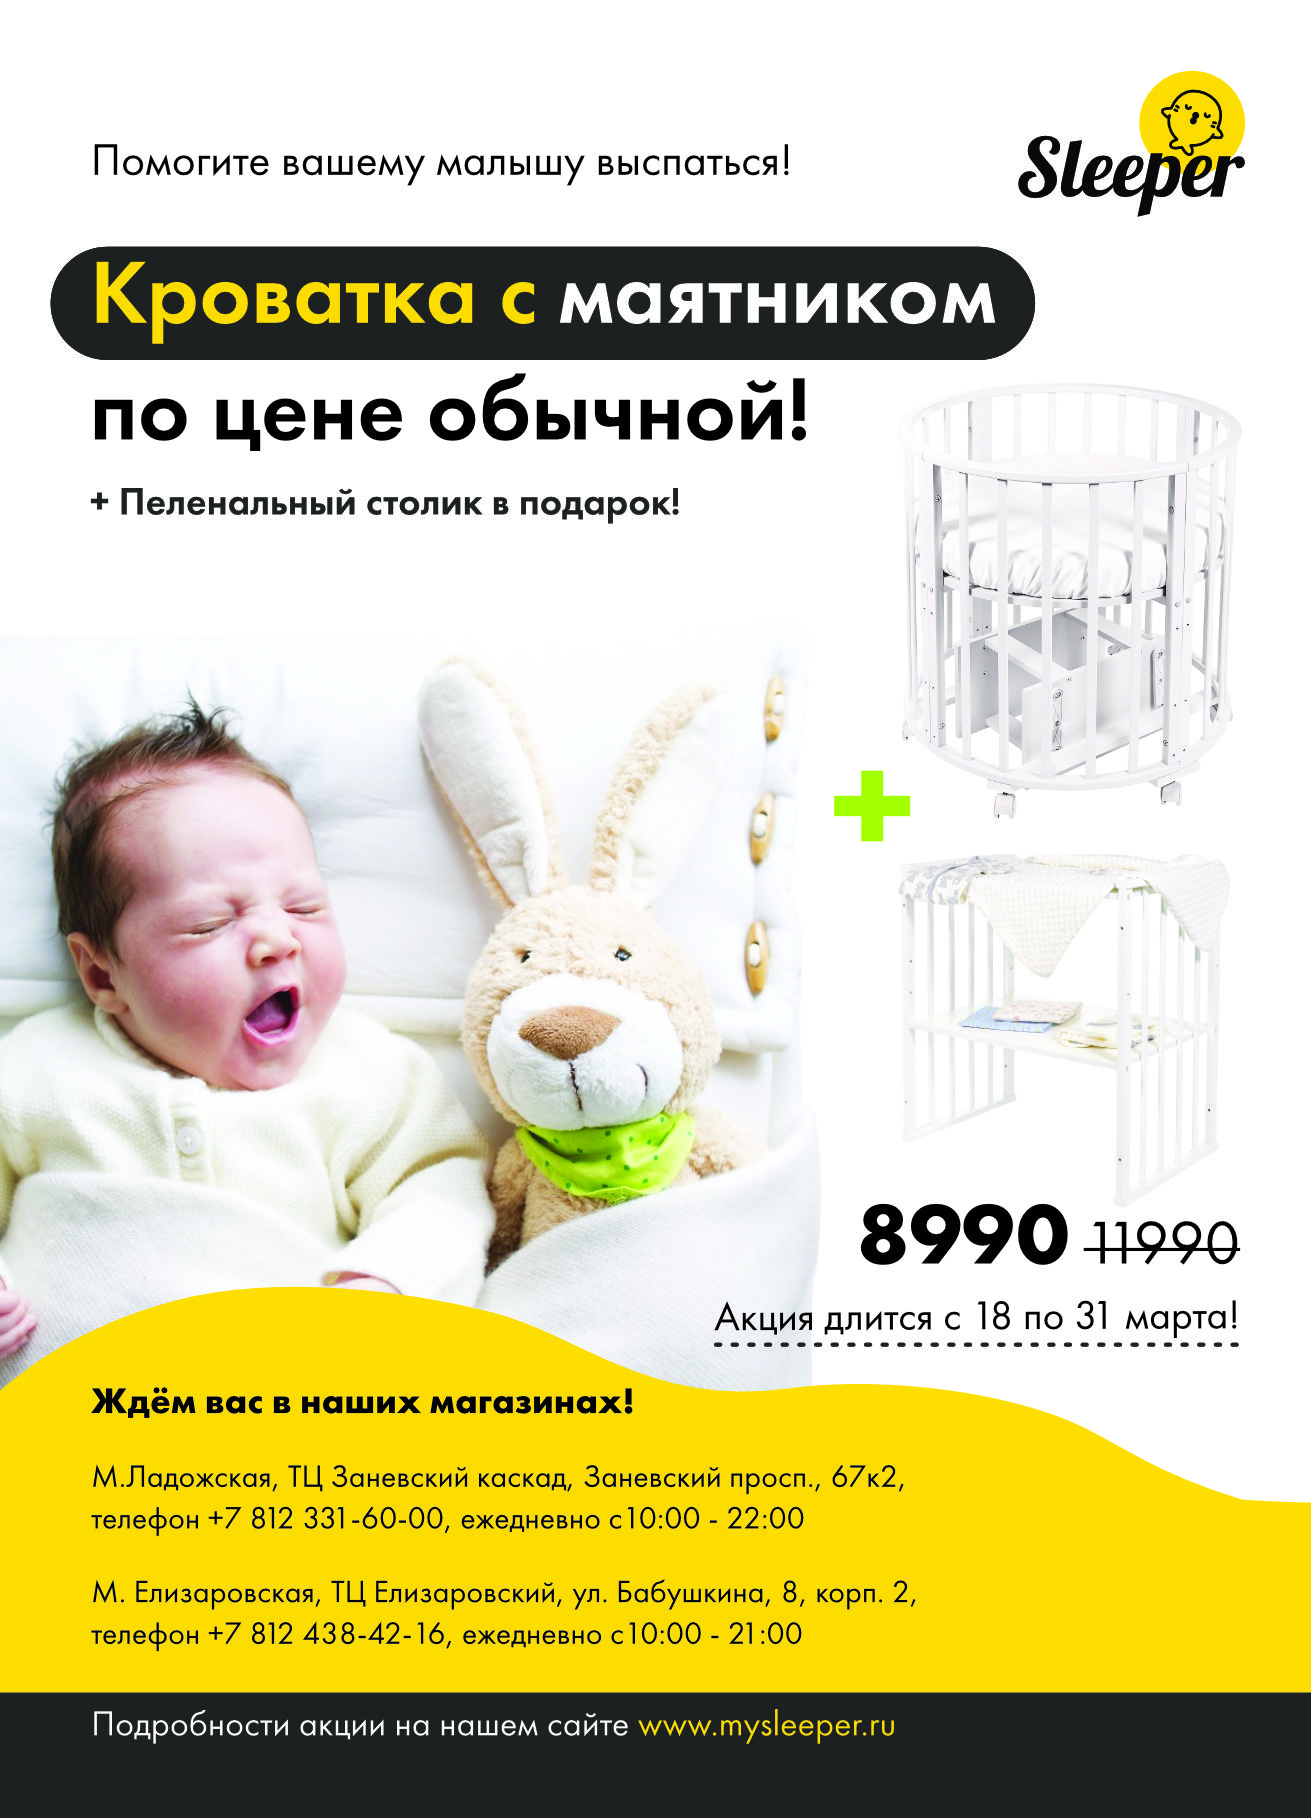 Помогите вашему малышу выспаться!
Sleeper
Кроватка с маятником
по цене обычной!
+ Пеленальный столик в подарок!
8990 11990
Акция длится с 18 по 31 марта!
Ждём вас в наших магазинах!
М.Ладожская, ТЦ Заневский каскад, Заневский просп., 67к2,
телефон +7 812 331-60-00, ежедневно с10:00 - 22:00
М. Елизаровская, ТЦ Елизаровский, ул. Бабушкина, 8, корп. 2,
телефон +7 812 438-42-16, ежедневно с10:00 - 21:00
Подробности акции на нашем сайте www.mysleeper.ru